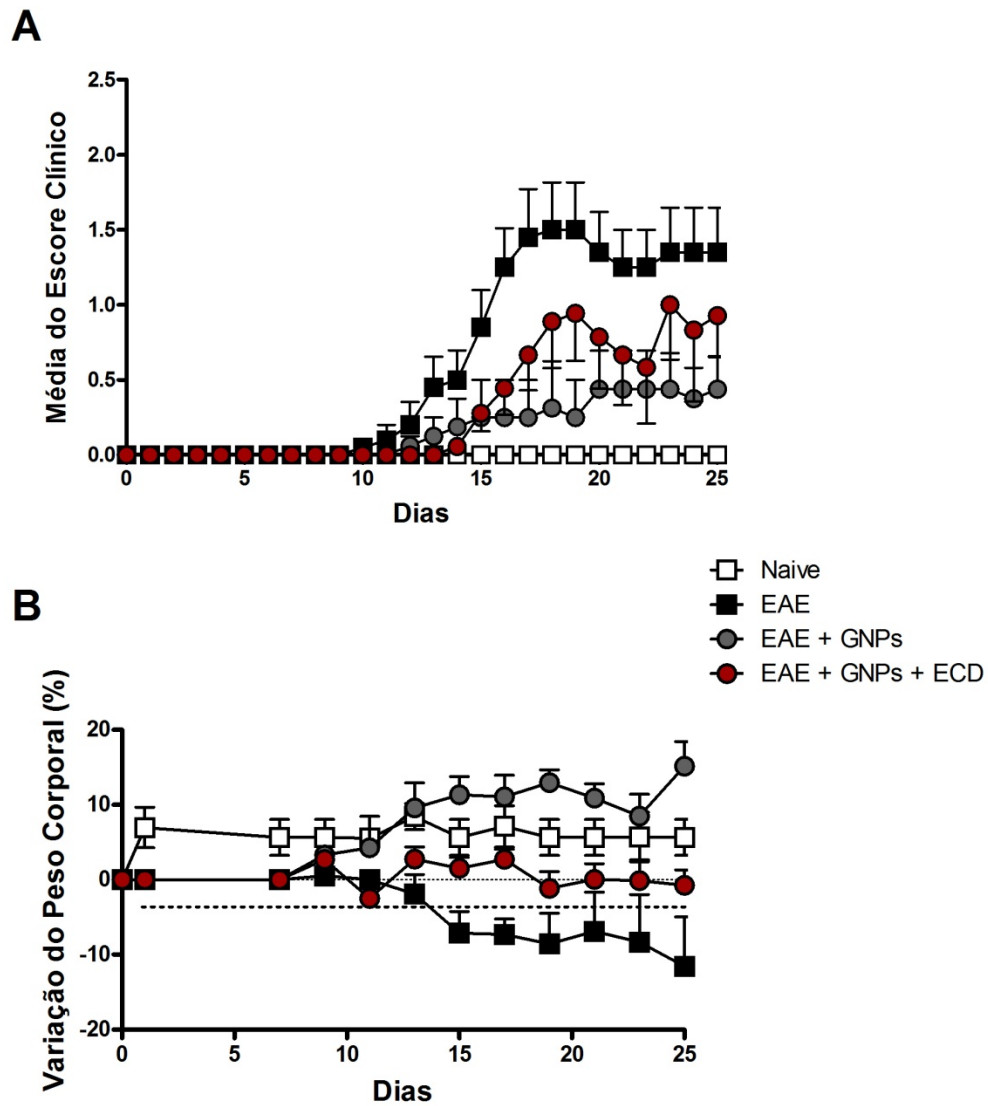 A
Média do Escore Clínico
2.5
2.0
1.5
1.0
0.5
0.0
0 5 10 15 20 25
Dias
Naive
EAE
EAE + GNPs
EAE + GNPs + ECD
B
Variação do Peso Corporal (%)
20
10
0
-10
-20
0 5 10 15 20 25
Dias